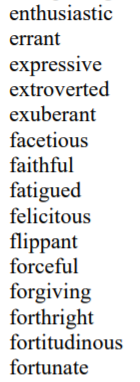 enthusiastic
errant
expressive
extroverted
exuberant
facetious
faithful
fatigued
felicitous
flippant
forceful
forgiving
forthright
fortitudinous
fortunate